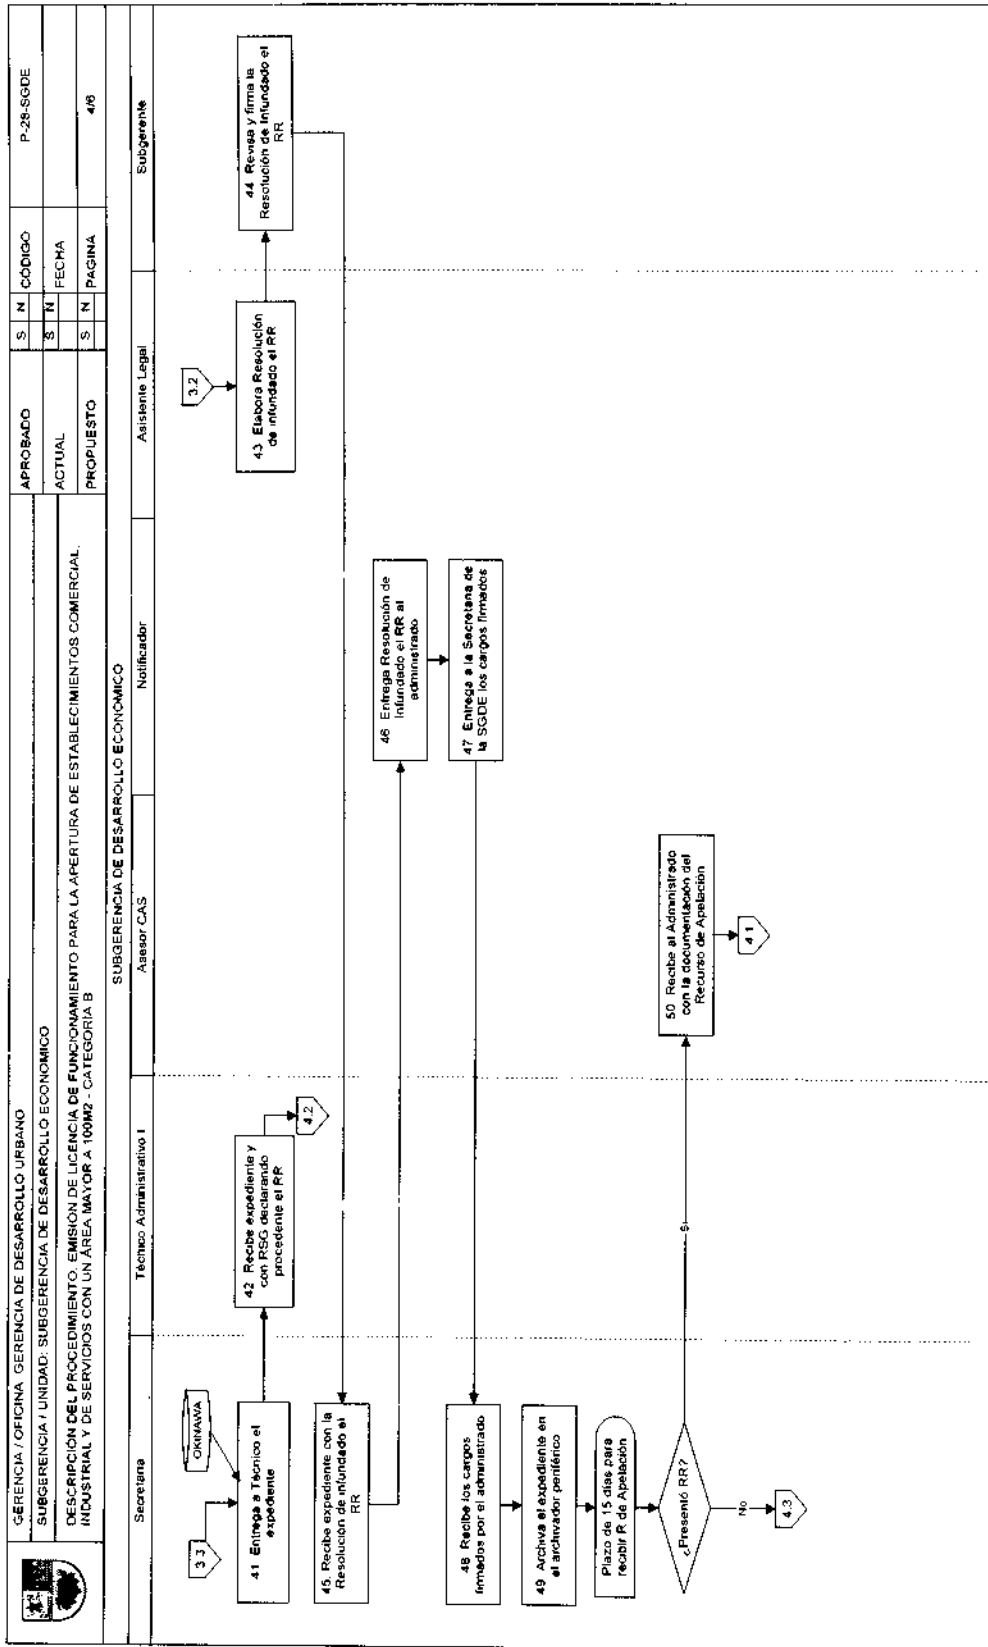 GERENCIA / OFICINA GERENCIA DE DESARROLLO URBANO
APROBADO
S N
CÓDIGO
P-28-SGDE
SUBGERENCIA / UNIDAD: SUBGERENCIA DE DESARROLLO ECONOMICO
ACTUAL
S N
FECHA
DESCRIPCIÓN DEL PROCEDIMIENTO. EMISIÓN DE LICENCIA DE FUNCIONAMIENTO PARA LA APERTURA DE ESTABLECIMIENTOS COMERCIAL.
INDUSTRIAL Y DE SERVICIOS CON UN ÁREA MAYOR A 100M2 - CATEGORÍA B
PROPUESTO
S N
PAGINA
4/6
SUBGERENCIA DE DESARROLLO ECONÓMICO
Secretaria
Técnico Administrativo I
Asesor CAS
Notificador
Asistente Legal
Subgerente
3 3
OKINAWA
41 Entrega a Técnico el
expediente
42 Recibe expediente y
con RSG declarando
procedente el RR
4.2
3.2
43 Elabora Resolución
de infundado el RR
44 Revisa y firma la
Resolución de Infundado el
RR
45. Recibe expediente con la
Resolución de infundado el
RR
46 Entrega Resolución de
Infundado el RR al
administrado
47 Entrega a la Secretaria de
la SGDE los cargos firmados
48 Recibe los cargos
firmados por el administrado
49 Archiva el expediente en
el archivador periférico
Plazo de 15 días para
recibir R de Apelación
¿Presentó RR?
Si
No
4.3
50 Recibe al Administrado
con la documentación del
Recurso de Apelación
4 1